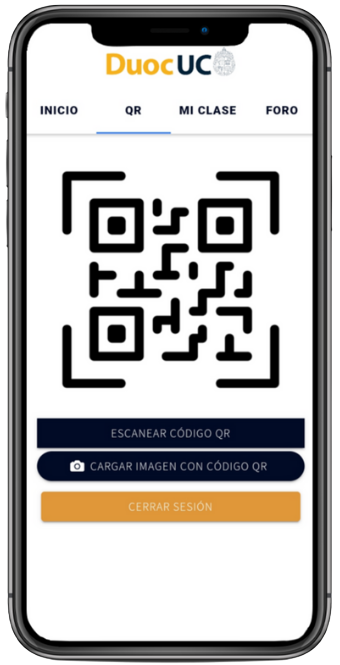 DuocUC
INICIO QR MI CLASE FORO
ESCANEAR CÓDIGO QR
CARGAR IMAGEN CON CÓDIGO QR
CERRAR SESIÓN